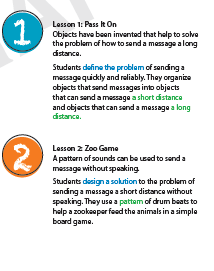 1
Lesson 1: Pass It On
Objects have been invented that help to solve
the problem of how to send a message a long
distance.
Students define the problem of sending a
message quickly and reliably. They organize
objects that send messages into objects
that can send a message a short distance
and objects that can send a message a long
distance.
2
Lesson 2: Zoo Game
A pattern of sounds can be used to send a
message without speaking.
Students design a solution to the problem of
sending a message a short distance without
speaking. They use a pattern of drum beats to
help a zookeeper feed the animals in a simple
board game.